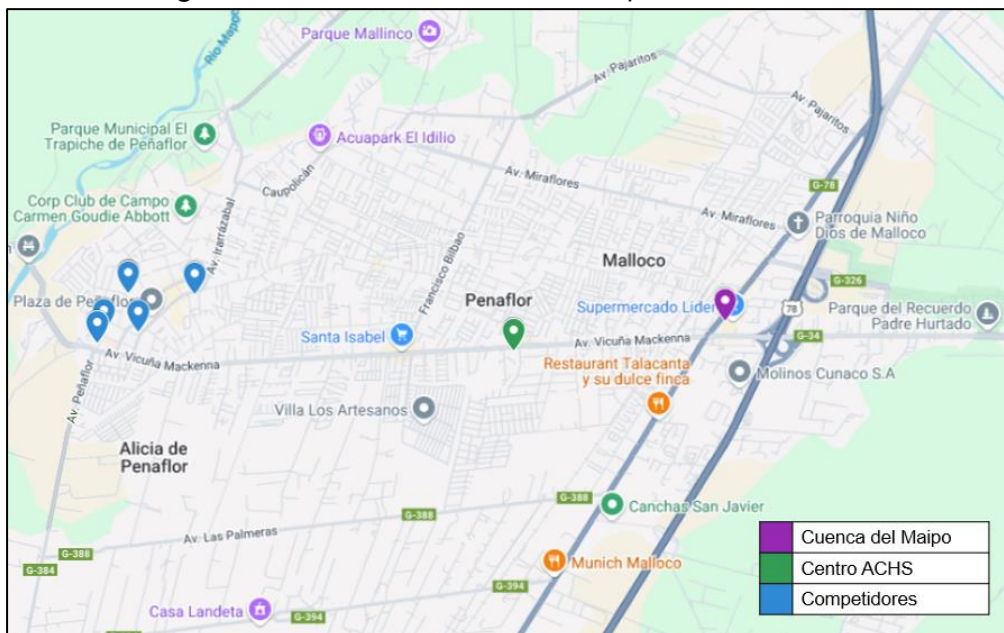 Parque Mallinco
Río Mapo
Av. Pajaritos
Av. Pajaritos
Parque Municipal El
Trapiche de Peñaflor
Acuapark El Idilio
Caupolicán
Av. Miraflores
G-78
Corp Club de Campo
Carmen Goudie Abbott
Av. Irarrázabal
Av. Miraflores
Parroquia Niño
Dios de Malloco
Francisco Bilbao
Malloco
G-326
Plaza de Peñaflor
Penaflor
Supermercado Lider
78
Parque del Recuerdo
Padre Hurtado
Santa Isabel
Av. Vicuña Mackenna
G-34
Av. Vicuña Mackenna
Restaurant Talacanta
y su dulce finca
Molinos Cunaco S.A
Av. Peñaflor
Villa Los Artesanos
Alicia de
Penaflor
G-388
Canchas San Javier
G-388
Av. Las Palmeras
G-388
G-384
Munich Malloco
G-394
Casa Landeta
G-394
Cuenca del Maipo
Centro ACHS
Competidores